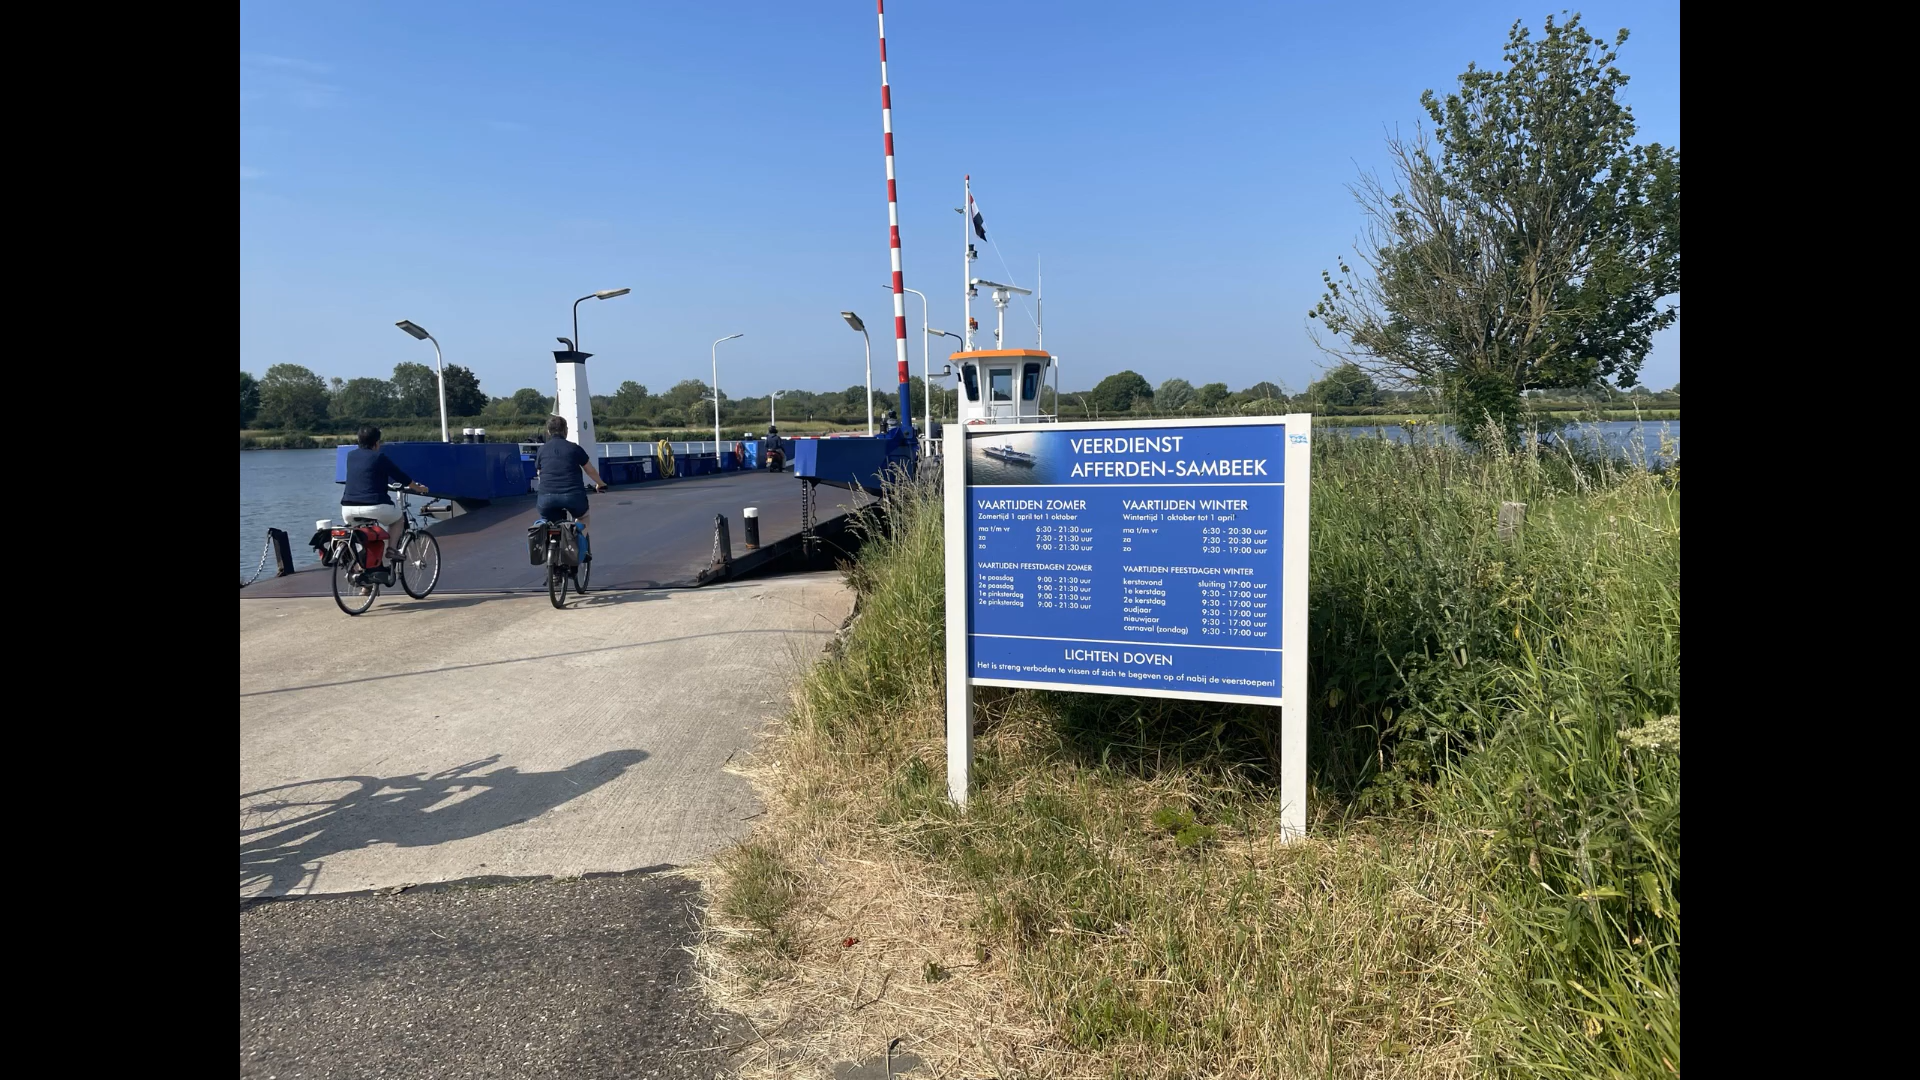 VEERDIENST
AFFERDEN-SAMBEEK
VAARTIJDEN ZOMER
Zomertijd 1 april tot 1 oktober
ma t/m vr 6:30 - 21:30 uur
za 7:30 - 21:30 uur
zo 9:00 - 21:30 uur
VAARTIJDEN FEESTDAGEN ZOMER
1e paasdag 9:00 - 21:30 uur
2e paasdag 9:00 - 21:30 uur
1e pinksterdag 9:00 - 21:30 uur
2e pinksterdag 9:00 - 21:30 uur
VAARTIJDEN WINTER
Wintertijd 1 oktober tot 1 april
ma t/m vr 6:30 - 20:30 uur
za 7:30 - 20:30 uur
zo 9:30 - 19:00 uur
VAARTIJDEN FEESTDAGEN WINTER
kerstavond sluiting 17:00 uur
1e kerstdag 9:30 - 17:00 uur
2e kerstdag 9:30 - 17:00 uur
oudjaar 9:30 - 17:00 uur
nieuwjaar 9:30 - 17:00 uur
carnaval (zondag) 9:30 - 17:00 uur
LICHTEN DOVEN
Het is streng verboden te vissen of zich te begeven op of nabij de veerstoepen!